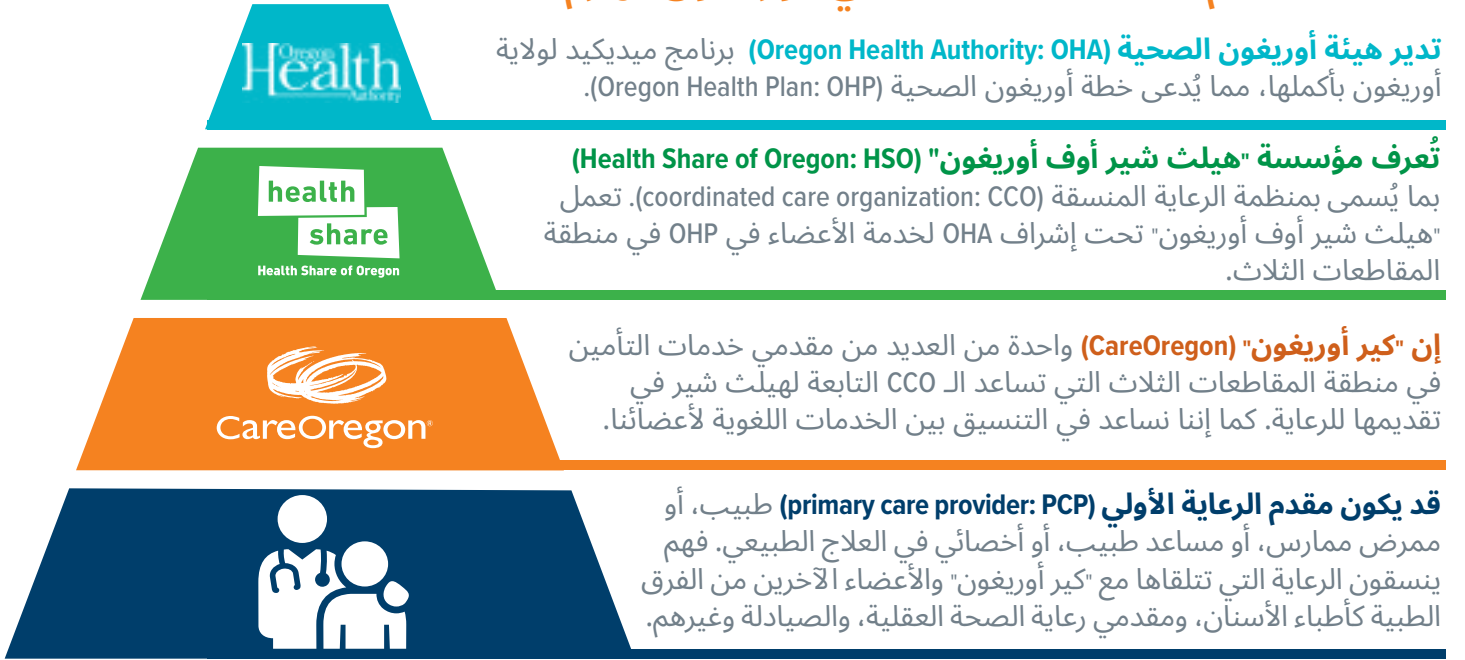 Oregon
Health
Authority
تدير هيئة أوريغون الصحية (Oregon Health Authority: OHA) برنامج ميديكيد لولاية
أوريغون بأكملها، مما يُدعى خطة أوريغون الصحية (Oregon Health Plan: OHP).
health
share
Health Share of Oregon
تُعرف مؤسسة "هيلث شير أوف أوريغون" (Health Share of Oregon: HSO)
بما يُسمى بمنظمة الرعاية المنسقة (coordinated care organization: CCO). تعمل
"هيلث شير أوف أوريغون" تحت إشراف OHA لخدمة الأعضاء في OHP في منطقة
المقاطعات الثلاث.
CareOregon®
إن "كير أوريغون" (CareOregon) واحدة من العديد من مقدمي خدمات التأمين
في منطقة المقاطعات الثلاث التي تساعد الـ CCO التابعة لهيلث شير في
تقديمها للرعاية. كما إننا نساعد في التنسيق بين الخدمات اللغوية لأعضائنا.
قد يكون مقدم الرعاية الأولي (primary care provider: PCP) طبيب، أو
ممرض ممارس، أو مساعد طبيب، أو أخصائي في العلاج الطبيعي. فهم
ينسقون الرعاية التي تتلقاها مع "كير أوريغون" والأعضاء الآخرين من الفرق
الطبية كأطباء الأسنان، ومقدمي رعاية الصحة العقلية، والصيادلة وغيرهم.